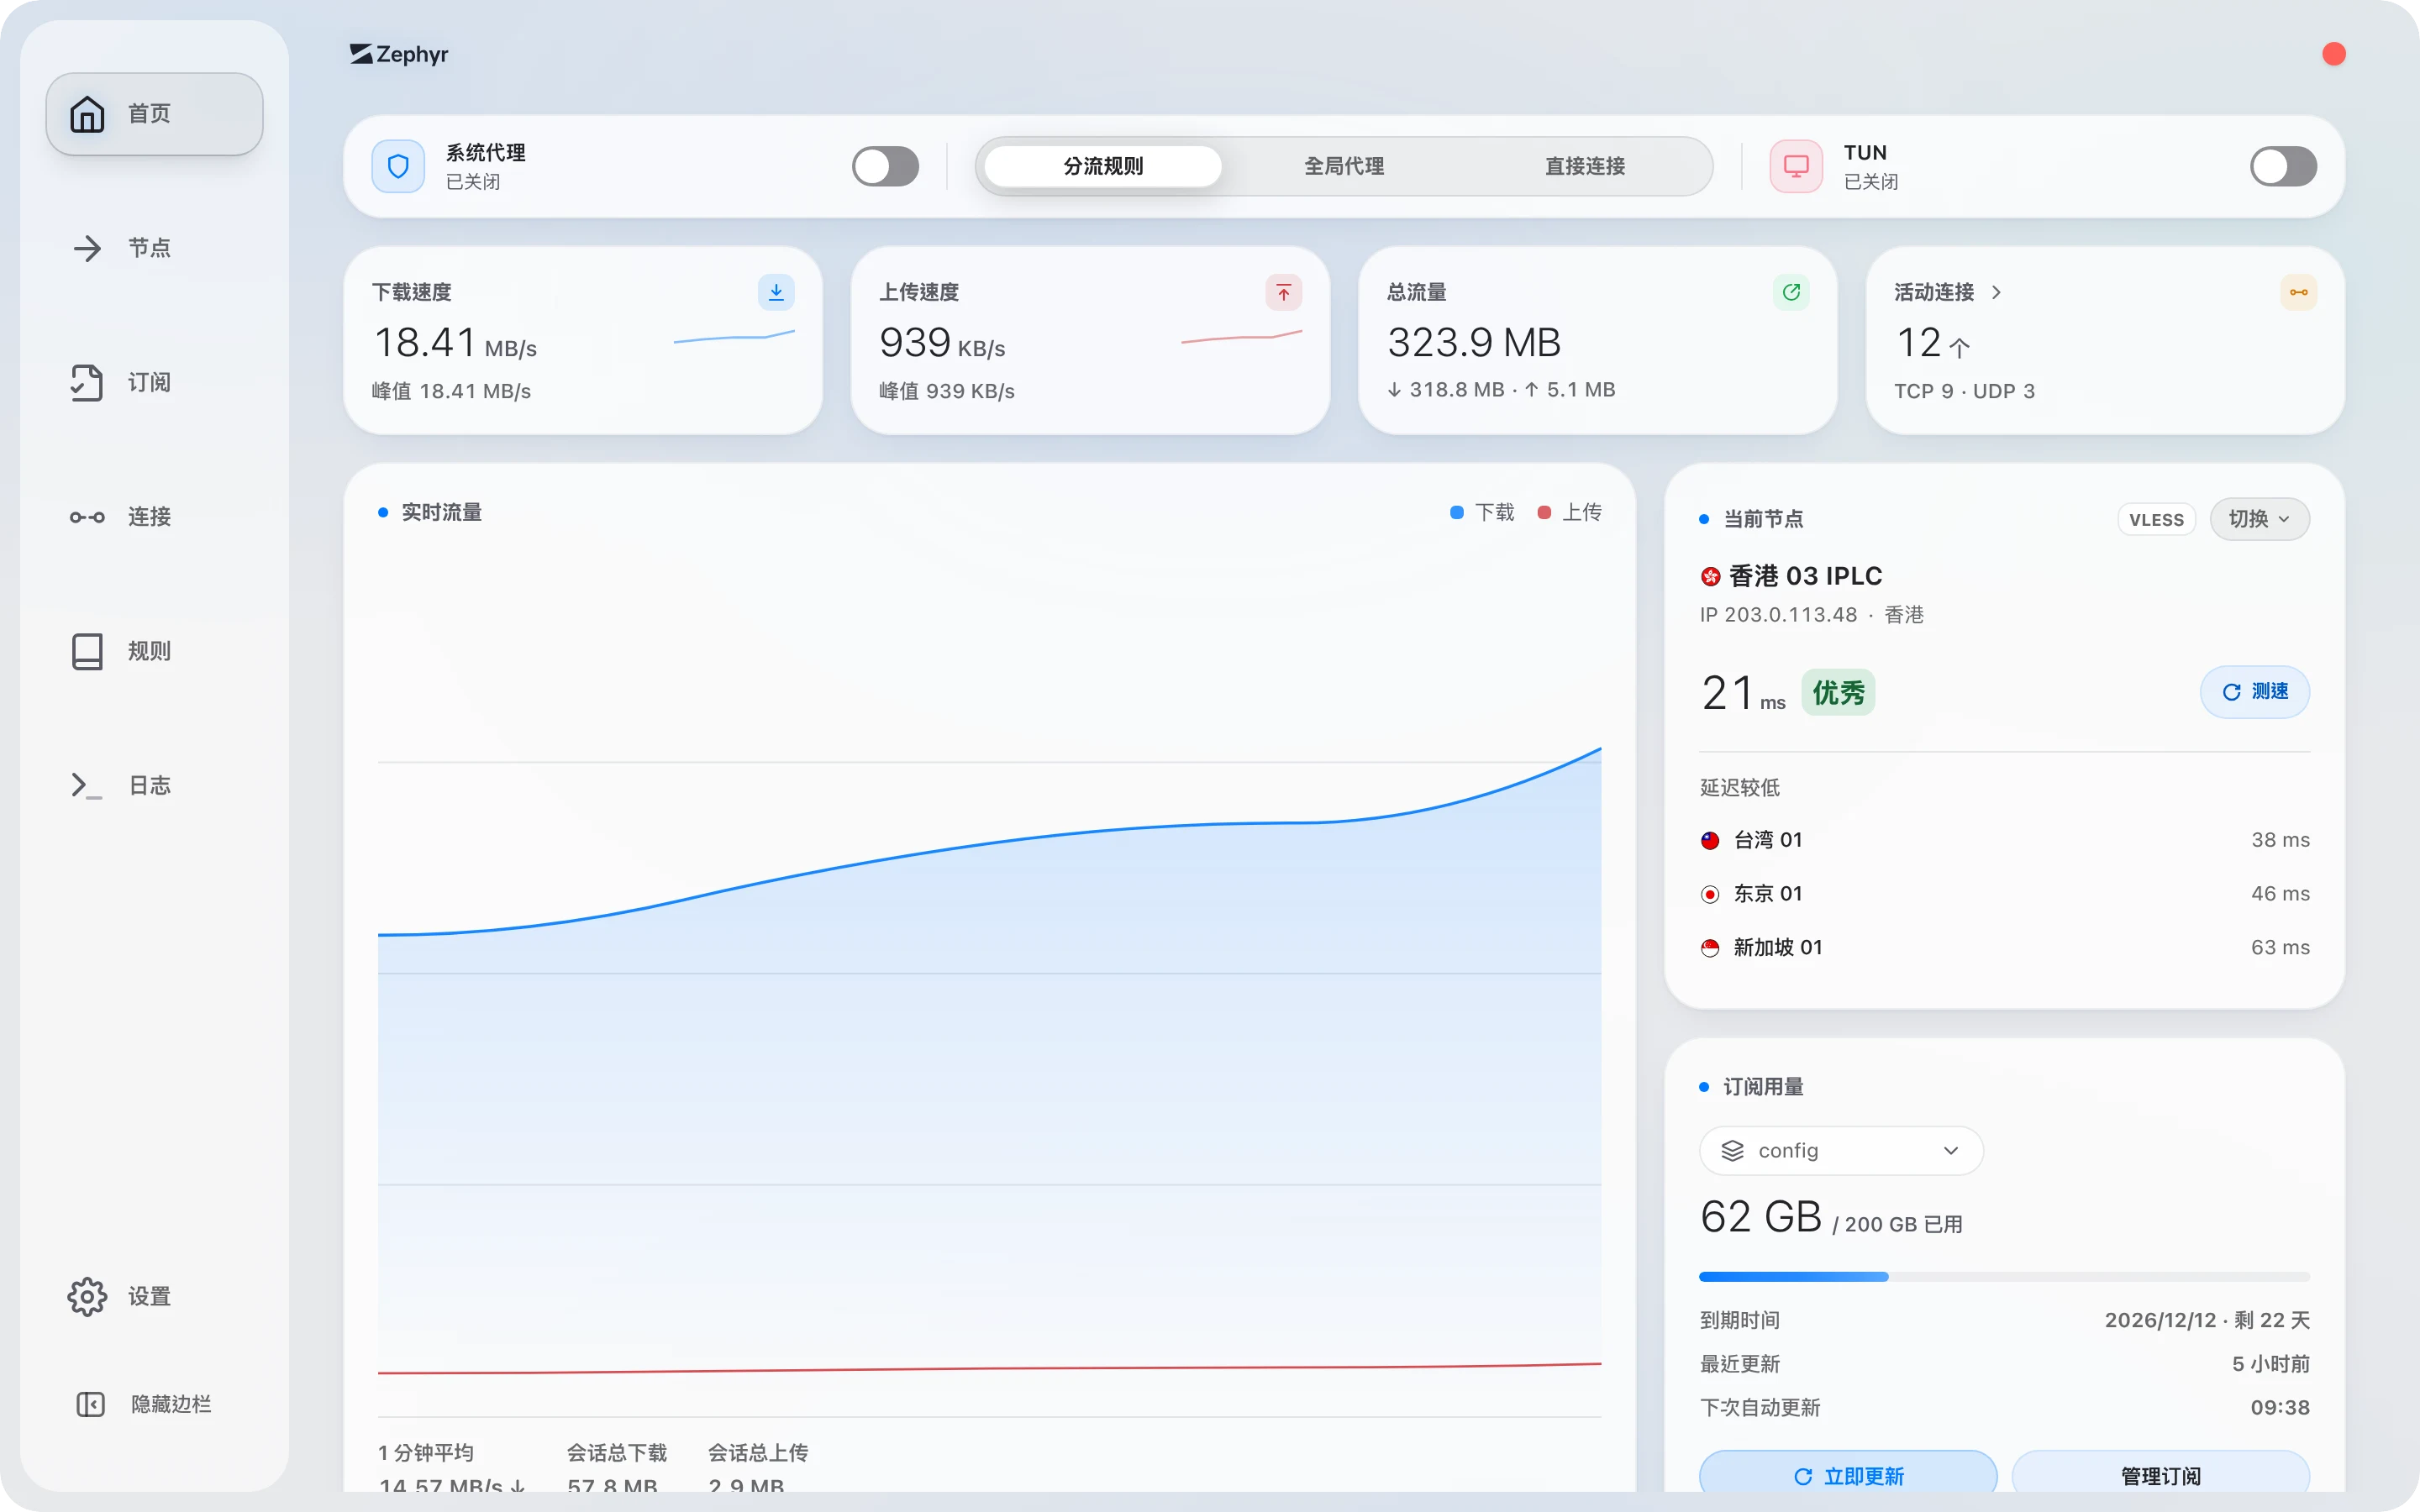 Zephyr
首页
节点
订阅
连接
规则
日志
设置
隐藏边栏
系统代理
已关闭
分流规则
全局代理
直接连接
TUN
已关闭
下载速度
18.41 MB/s
峰值 18.41 MB/s
上传速度
939 KB/s
峰值 939 KB/s
总流量
323.9 MB
↓ 318.8 MB · ↑ 5.1 MB
活动连接
12 个
TCP 9 · UDP 3
实时流量
下载
上传
1 分钟平均
14.57 MB/s ↓
会话总下载
57.8 MB
会话总上传
2.9 MB
当前节点
VLESS
切换
香港 03 IPLC
IP 203.0.113.48 · 香港
21 ms
优秀
测速
延迟较低
台湾 01
38 ms
东京 01
46 ms
新加坡 01
63 ms
订阅用量
config
62 GB / 200 GB 已用
到期时间
2026/12/12 · 剩 22 天
最近更新
5 小时前
下次自动更新
09:38
立即更新
管理订阅